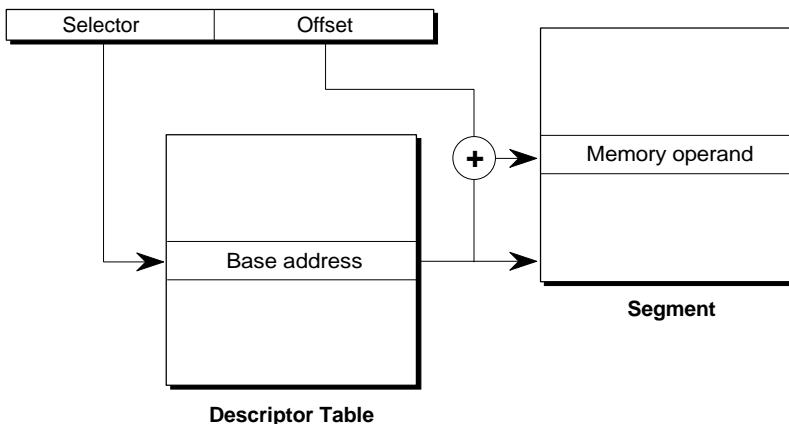 Selector Offset
+
Memory operand
Base address
Segment
Descriptor Table